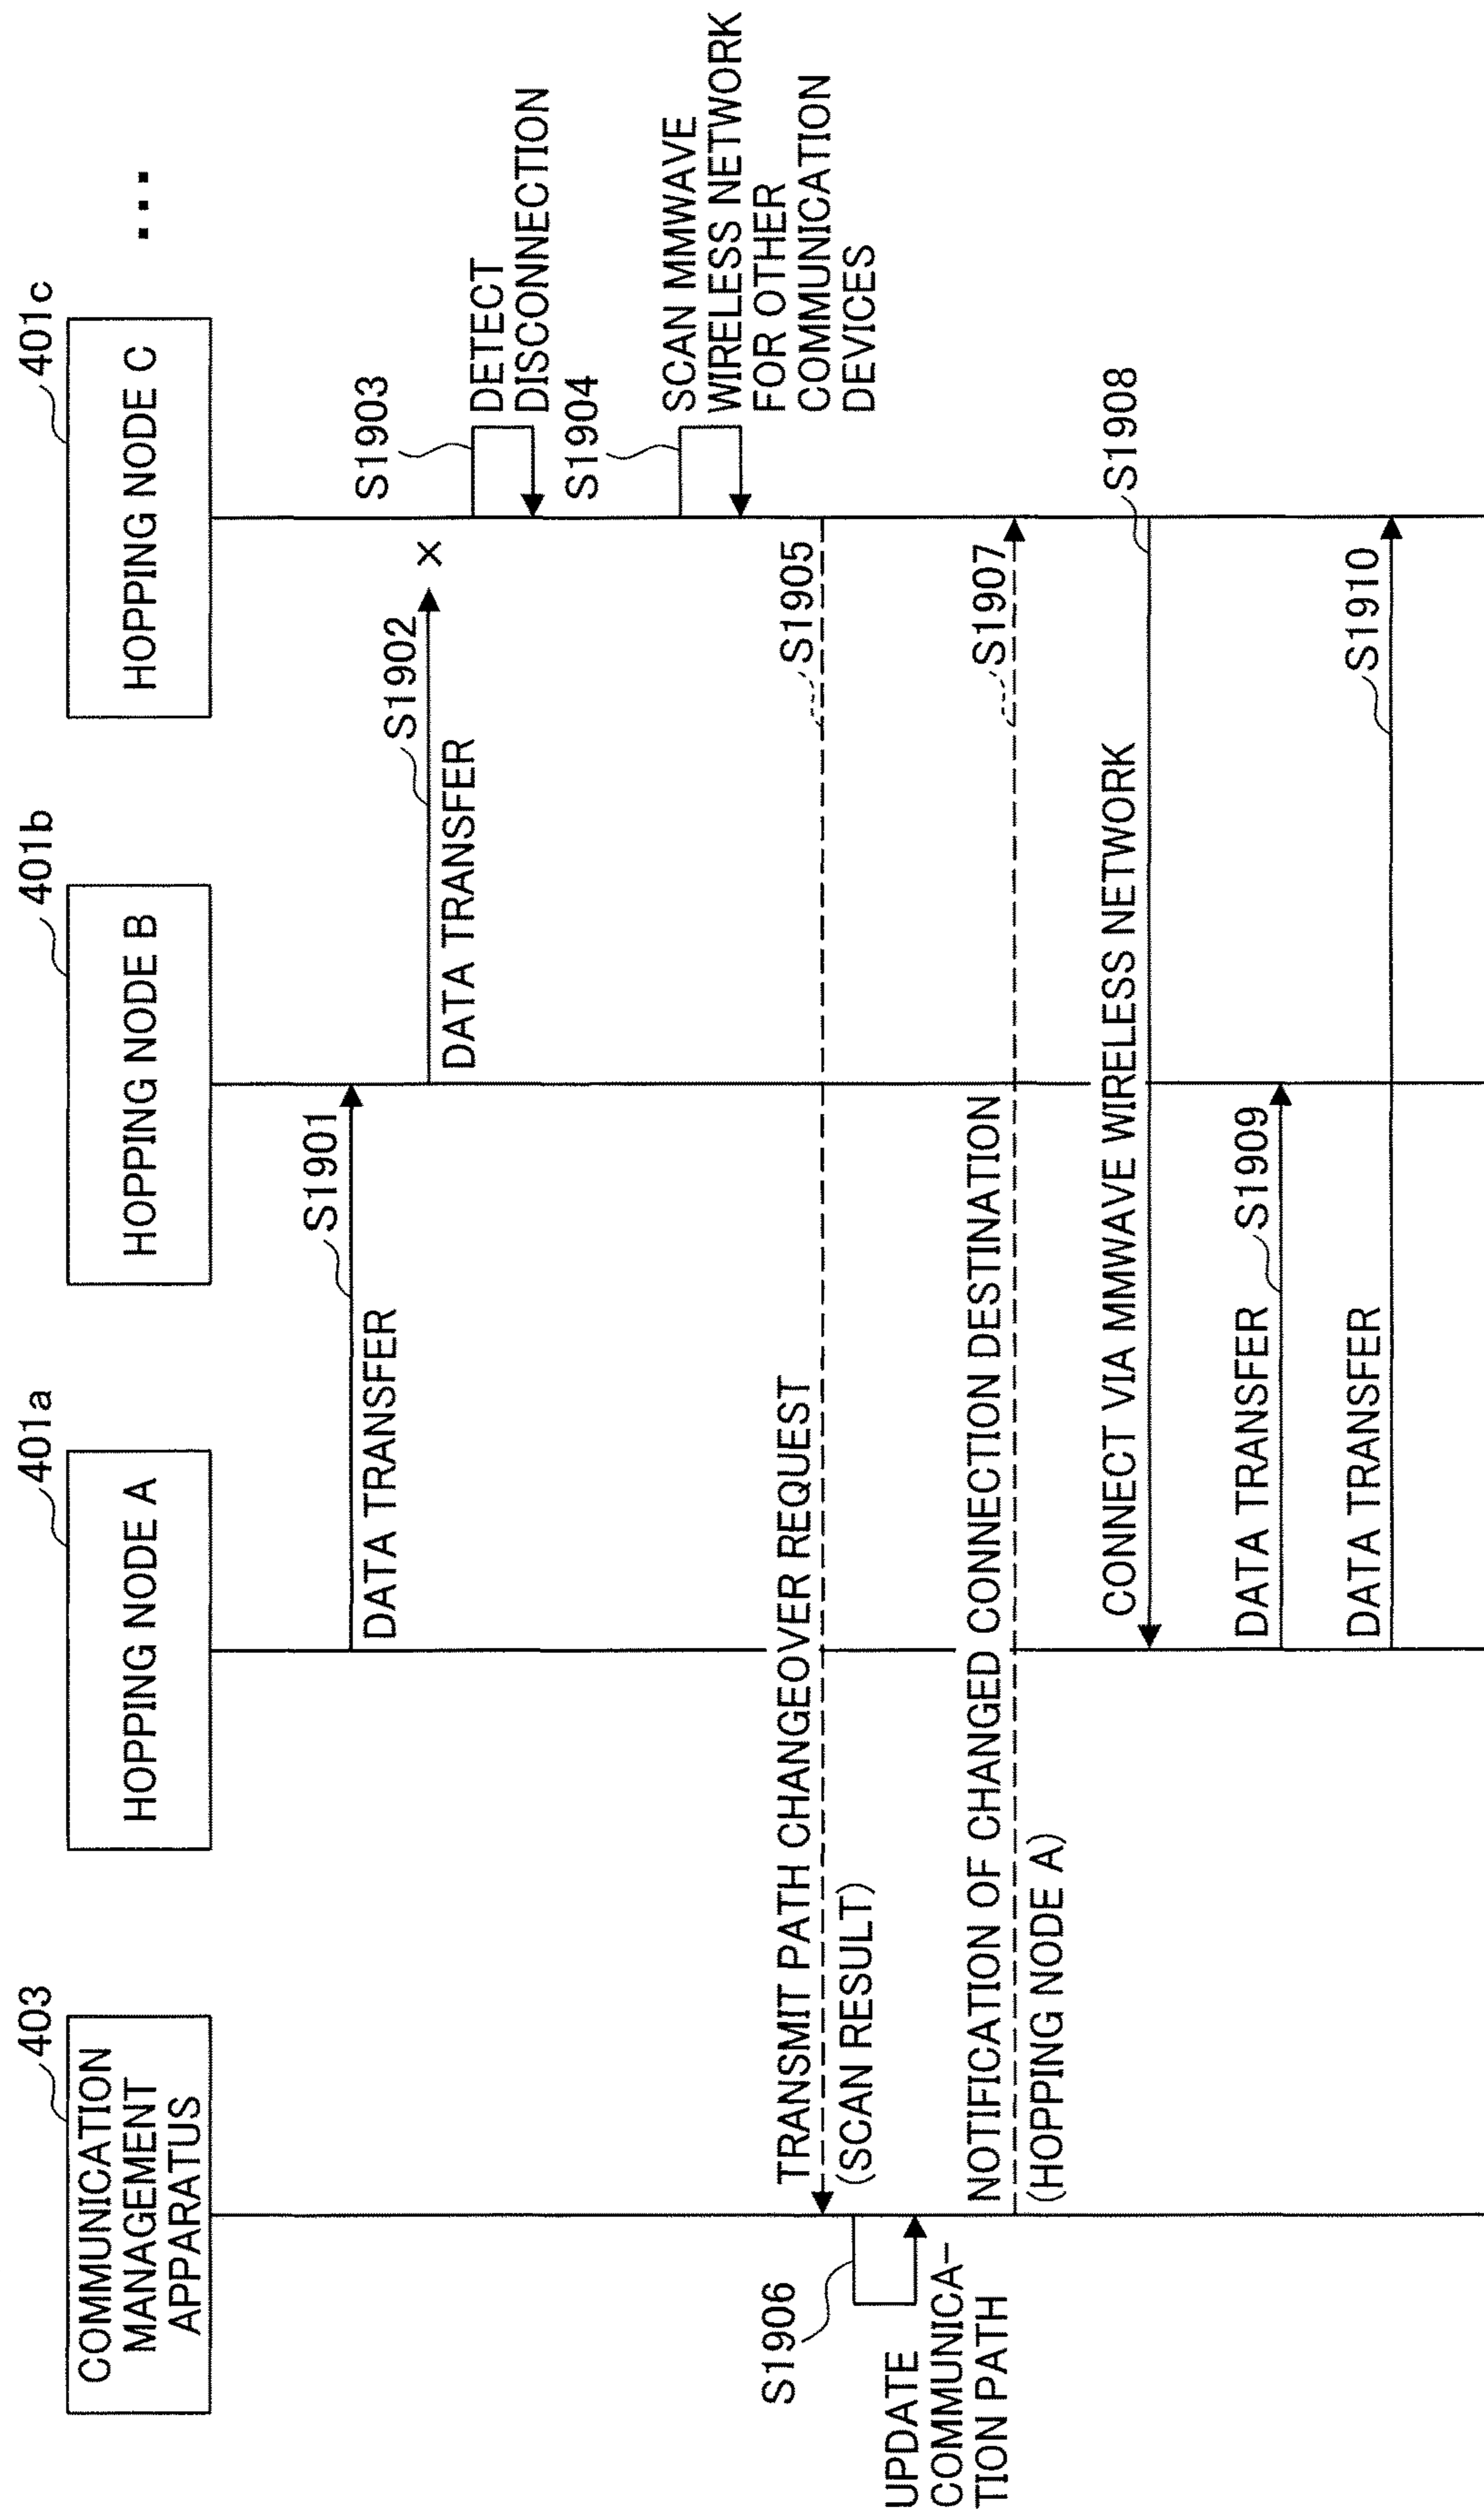 403
COMMUNICATION
MANAGEMENT
APPARATUS
401a
HOPPING NODE A
401b
HOPPING NODE B
401c
HOPPING NODE C
...
S1901
DATA TRANSFER
S1902
DATA TRANSFER
×
S1903
DETECT
DISCONNECTION
S1904
SCAN MMWAVE
WIRELESS NETWORK
FOR OTHER
COMMUNICATION
DEVICES
S1905
TRANSMIT PATH CHANGEOVER REQUEST
(SCAN RESULT)
S1906
UPDATE
COMMUNICA-
TION PATH
S1907
NOTIFICATION OF CHANGED CONNECTION DESTINATION
(HOPPING NODE A)
S1908
CONNECT VIA MMWAVE WIRELESS NETWORK
DATA TRANSFER
S1909
DATA TRANSFER
S1910